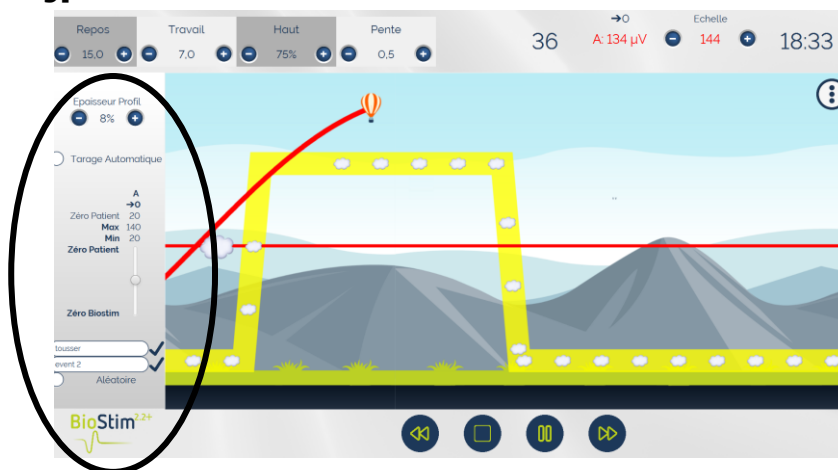 Repos
Travail
Haut
Pente
15,0
7,0
75%
0,5
36
→0
A: 134 µV
Echelle
144
18:33
Epaisseur Profil
8%
Tarage Automatique
A
→0
Zéro Patient 20
Max 140
Min 20
Zéro Patient
Zéro Biostim
tousser
event 2
Aléatoire
BioStim 7.2+